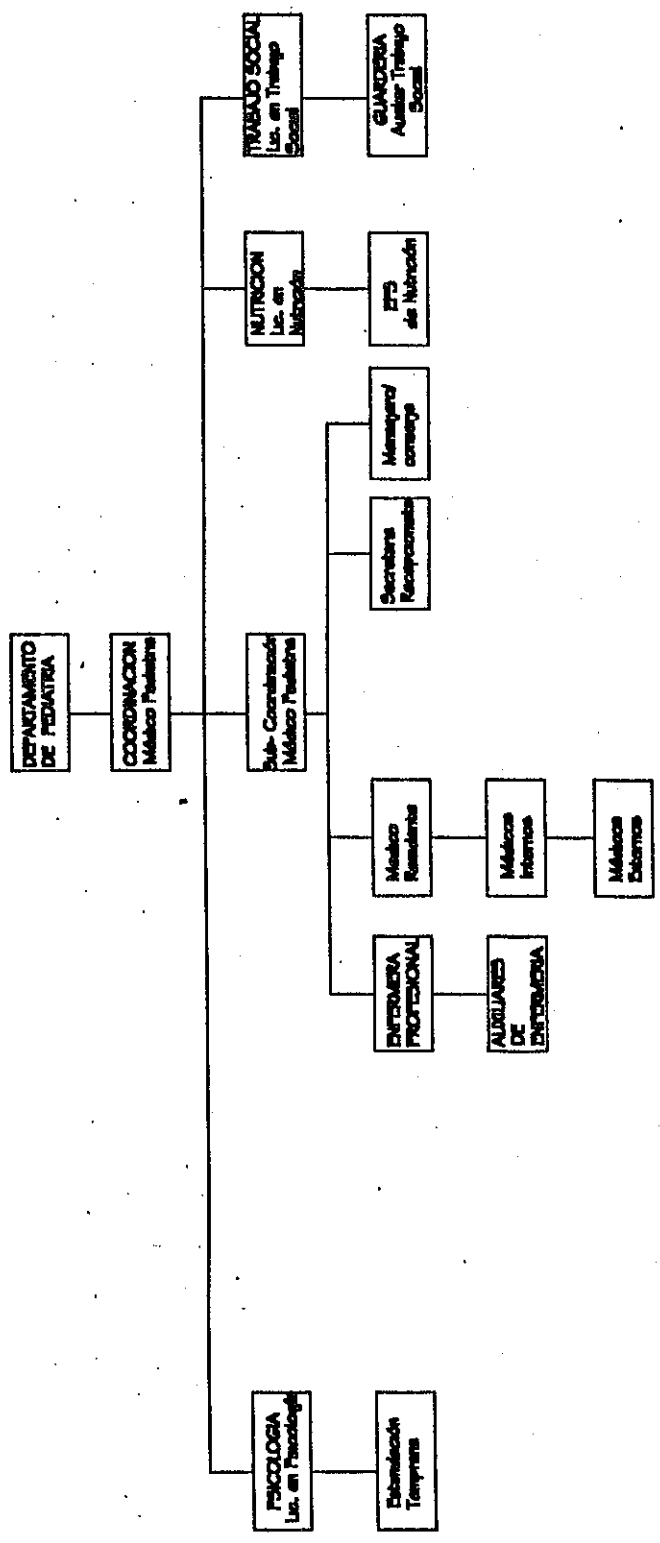 DEPARTAMENTO
DE PEDIATRIA
COORDINACION
Médico Pediatra
PSICOLOGIA
Lic. en Psicología
Sub- Coordinación
Médico Pediatra
NUTRICION
Lic. en
Nutrición
TRABAJO SOCIAL
Lic. en Trabajo
Social
Estimulación
Temprana
ENFERMERA
PROFESIONAL
Medico
Residente
Secretaria
Recepcionista
Mensajero/
conserje
EPS
de Nutrición
GUARDERIA
Auxiliar Trabajo
Social
AUXILIARES
DE
ENFERMERIA
Médicos
Internos
Médicos
Externos